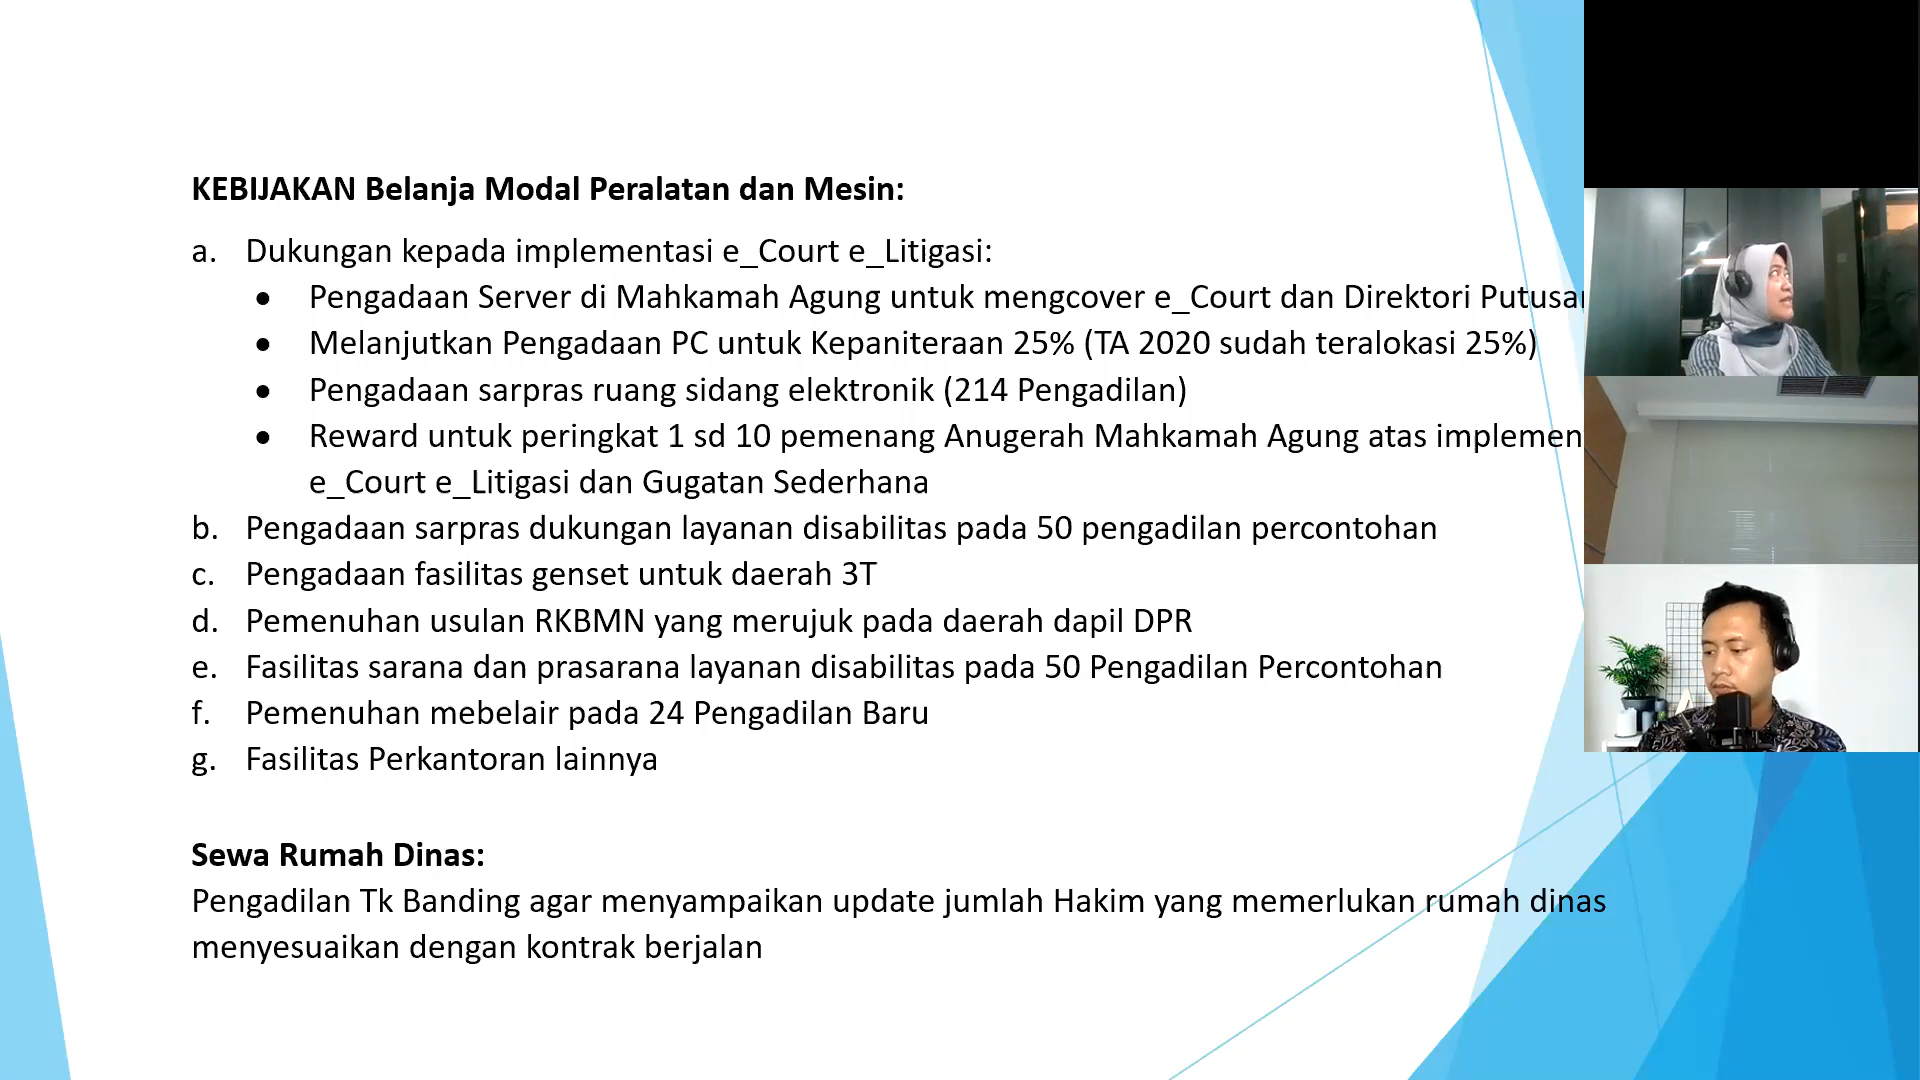 KEBIJAKAN Belanja Modal Peralatan dan Mesin:
a. Dukungan kepada implementasi e_Court e_Litigasi:
• Pengadaan Server di Mahkamah Agung untuk mengcover e_Court dan Direktori
• Melanjutkan Pengadaan PC untuk Kepaniteraan 25% (TA 2020 sudah teralokasi 25%)
• Pengadaan sarpras ruang sidang elektronik (214 Pengadilan)
• Reward untuk peringkat 1 sd 10 pemenang Anugerah Mahkamah Agung atas
e_Court e_Litigasi dan Gugatan Sederhana
b. Pengadaan sarpras dukungan layanan disabilitas pada 50 pengadilan percontohan
c. Pengadaan fasilitas genset untuk daerah 3T
d. Pemenuhan usulan RKBMN yang merujuk pada daerah dapil DPR
e. Fasilitas sarana dan prasarana layanan disabilitas pada 50 Pengadilan Percontohan
f. Pemenuhan mebelair pada 24 Pengadilan Baru
g. Fasilitas Perkantoran lainnya
Sewa Rumah Dinas:
Pengadilan Tk Banding agar menyampaikan update jumlah Hakim yang memerlukan rumah dinas
menyesuaikan dengan kontrak berjalan